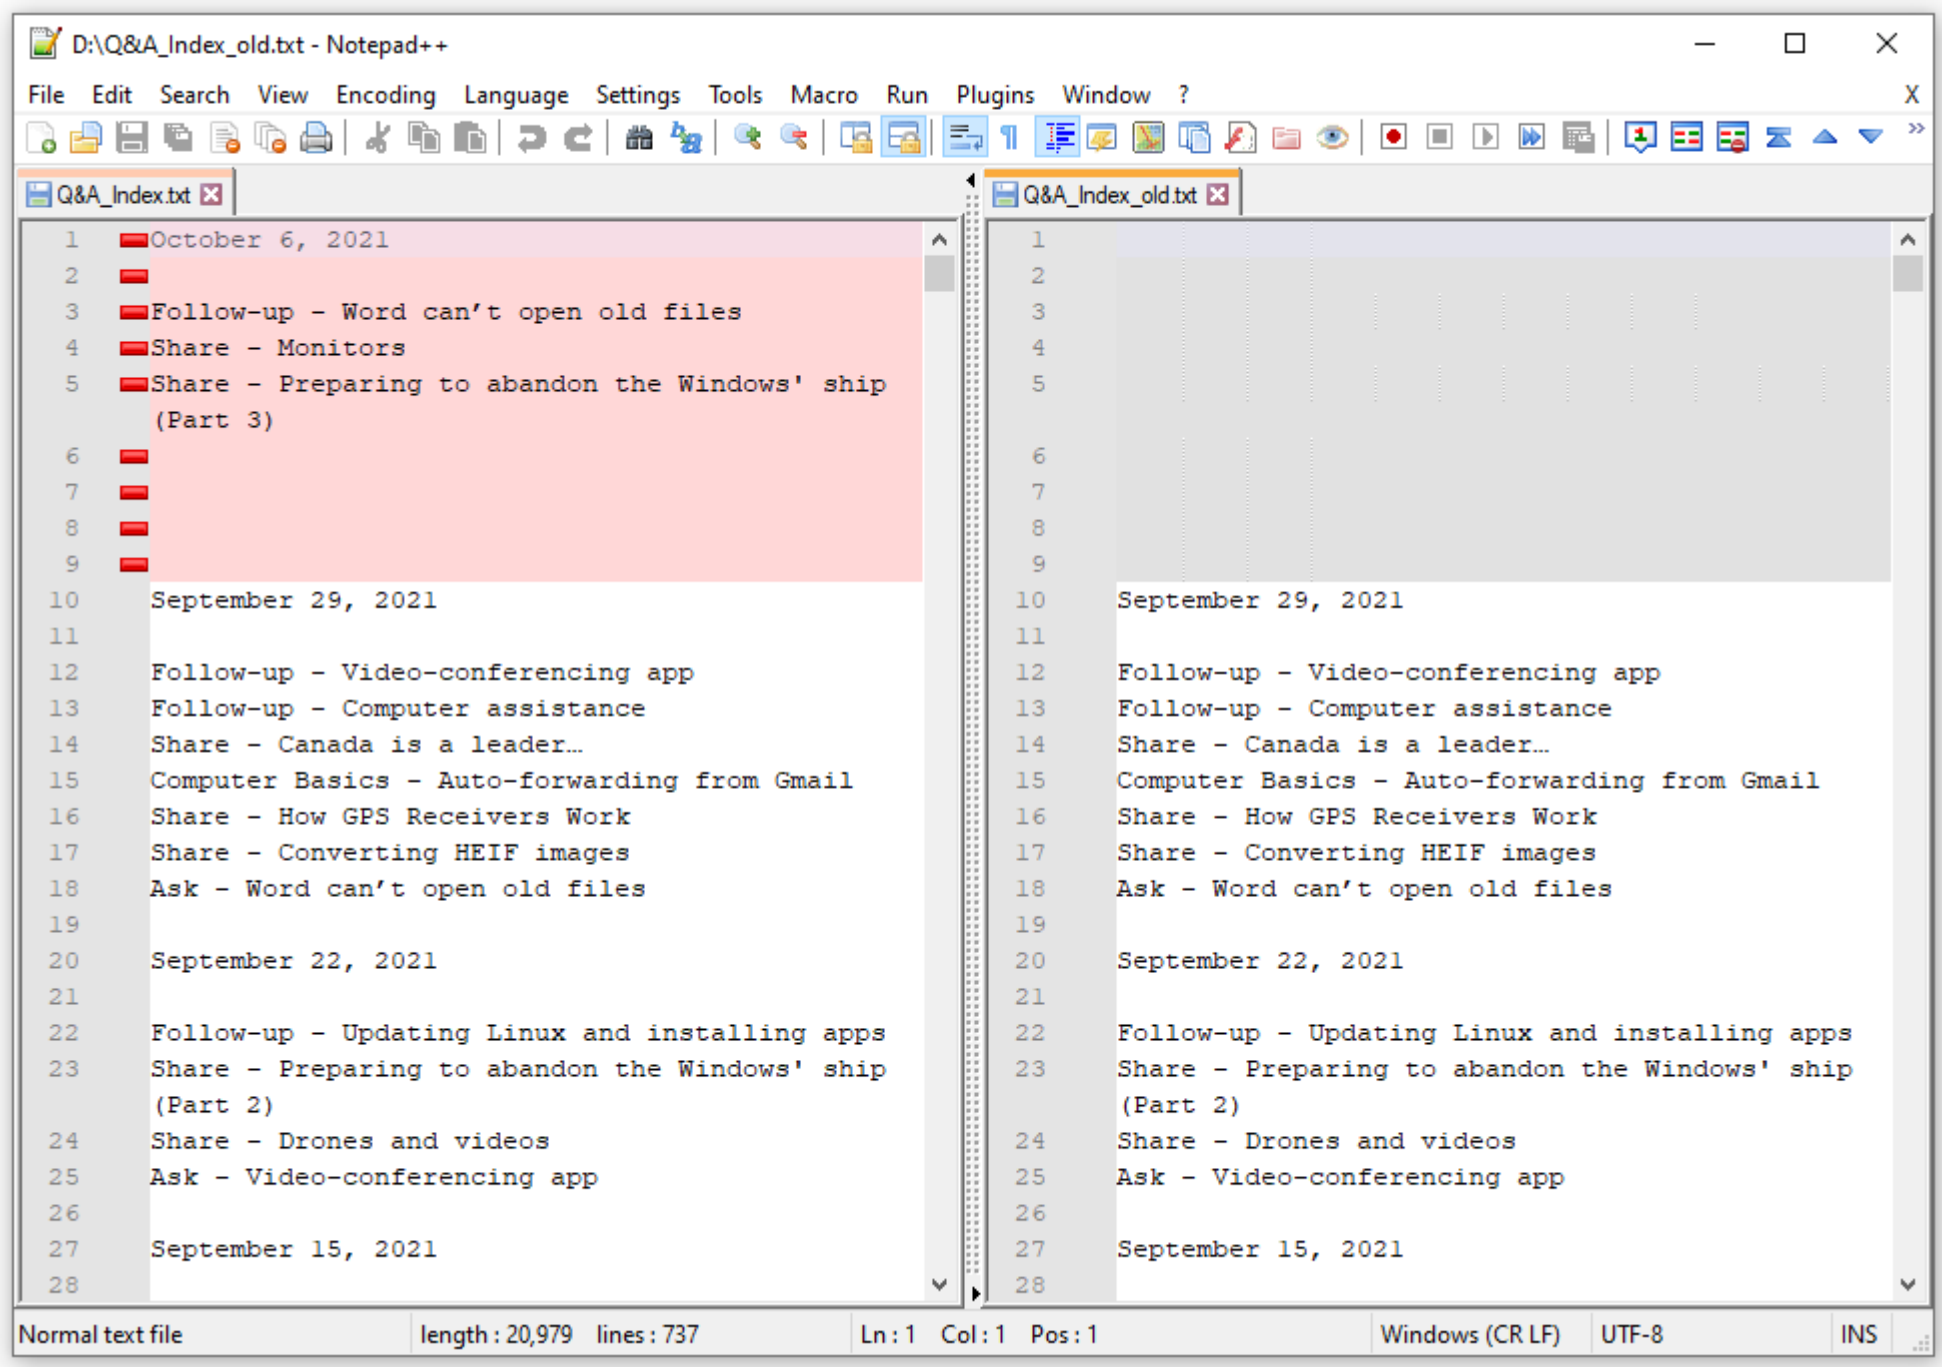 D:\Q&A_Index_old.txt - Notepad++
File Edit Search View Encoding Language Settings Tools Macro Run Plugins Window ? X
Q&A_Index.txt
1 October 6, 2021
2
3 Follow-up – Word can’t open old files
4 Share – Monitors
5 Share – Preparing to abandon the Windows' ship
(Part 3)
6
7
8
9
10 September 29, 2021
11
12 Follow-up – Video-conferencing app
13 Follow-up – Computer assistance
14 Share – Canada is a leader…
15 Computer Basics – Auto-forwarding from Gmail
16 Share – How GPS Receivers Work
17 Share – Converting HEIF images
18 Ask – Word can’t open old files
19
20 September 22, 2021
21
22 Follow-up – Updating Linux and installing apps
23 Share – Preparing to abandon the Windows' ship
(Part 2)
24 Share – Drones and videos
25 Ask – Video-conferencing app
26
27 September 15, 2021
28
Q&A_Index_old.txt
1
2
3
4
5
6
7
8
9
10 September 29, 2021
11
12 Follow-up – Video-conferencing app
13 Follow-up – Computer assistance
14 Share – Canada is a leader…
15 Computer Basics – Auto-forwarding from Gmail
16 Share – How GPS Receivers Work
17 Share – Converting HEIF images
18 Ask – Word can’t open old files
19
20 September 22, 2021
21
22 Follow-up – Updating Linux and installing apps
23 Share – Preparing to abandon the Windows' ship
(Part 2)
24 Share – Drones and videos
25 Ask – Video-conferencing app
26
27 September 15, 2021
28
Normal text file length : 20,979 lines : 737 Ln : 1 Col : 1 Pos : 1 Windows (CR LF) UTF-8 INS